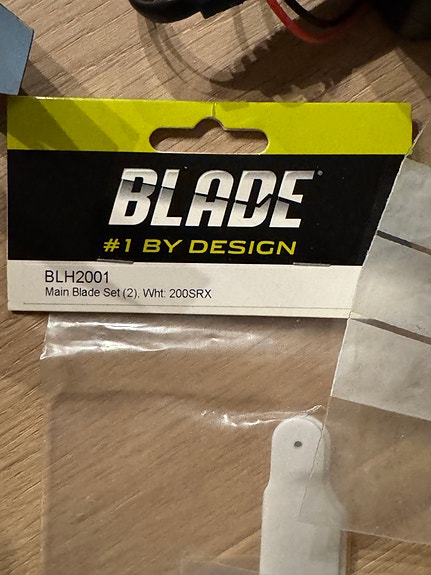 BLADE®
#1 BY DESIGN
BLH2001
Main Blade Set (2), Wht: 200SRX